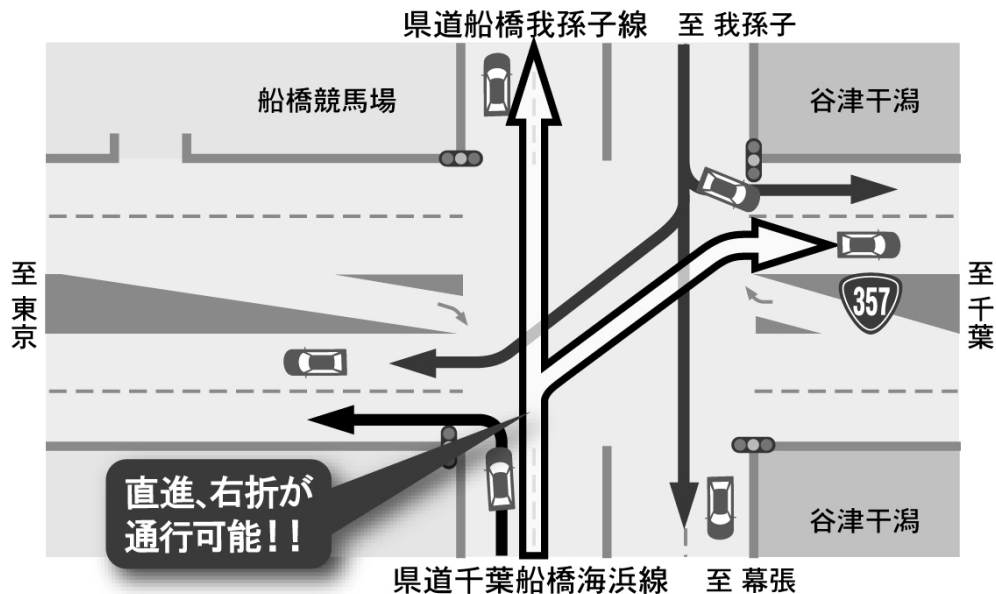 県道船橋我孫子線
至 我孫子
船橋競馬場
谷津干潟
至 東京
至 千葉
357
直進、右折が
通行可能!!
谷津干潟
県道千葉船橋海浜線
至 幕張